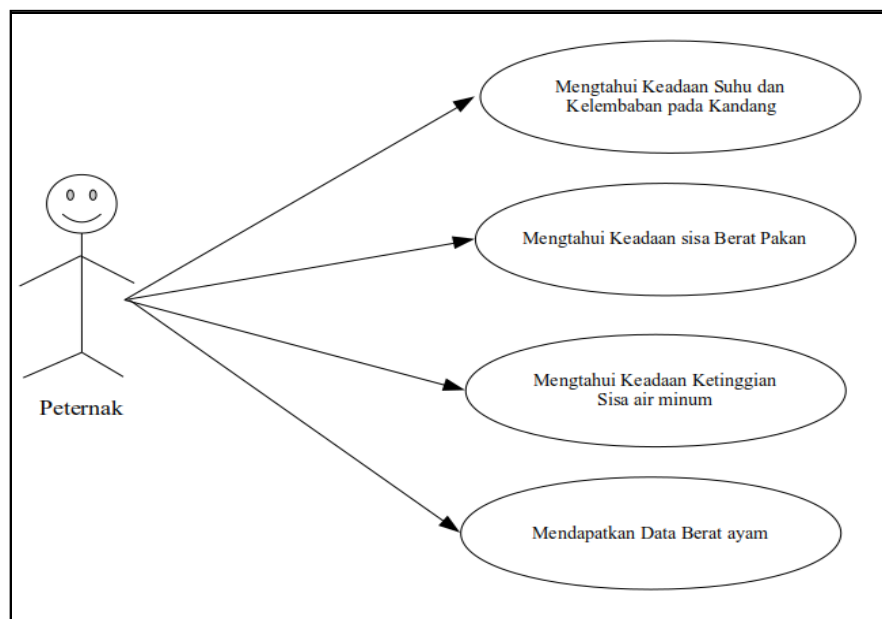 Mengtahui Keadaan Suhu dan
Kelembaban pada Kandang
Mengtahui Keadaan sisa Berat Pakan
Mengtahui Keadaan Ketinggian
Sisa air minum
Peternak
Mendapatkan Data Berat ayam